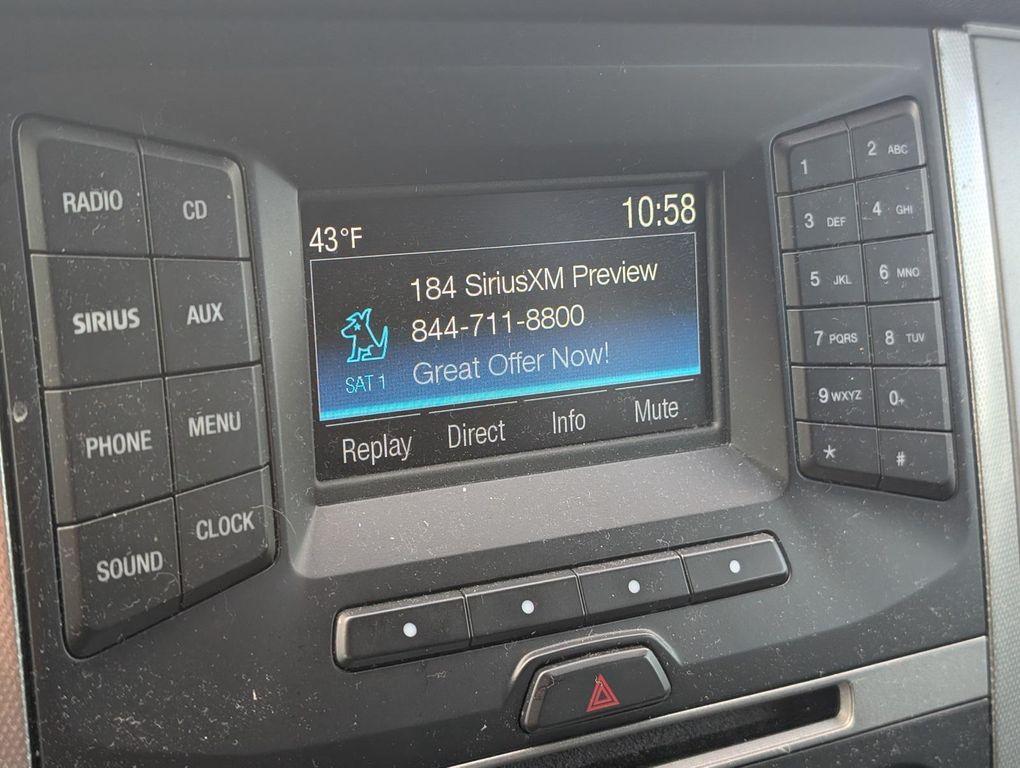 RADIO
CD
SIRIUS
AUX
PHONE
MENU
SOUND
CLOCK
43°F
10:58
184 SiriusXM Preview
844-711-8800
Great Offer Now!
SAT 1
Replay
Direct
Info
Mute
1
2 ABC
3 DEF
4 GHI
5 JKL
6 MNO
7 PQRS
8 TUV
9 WXYZ
0+
*
#